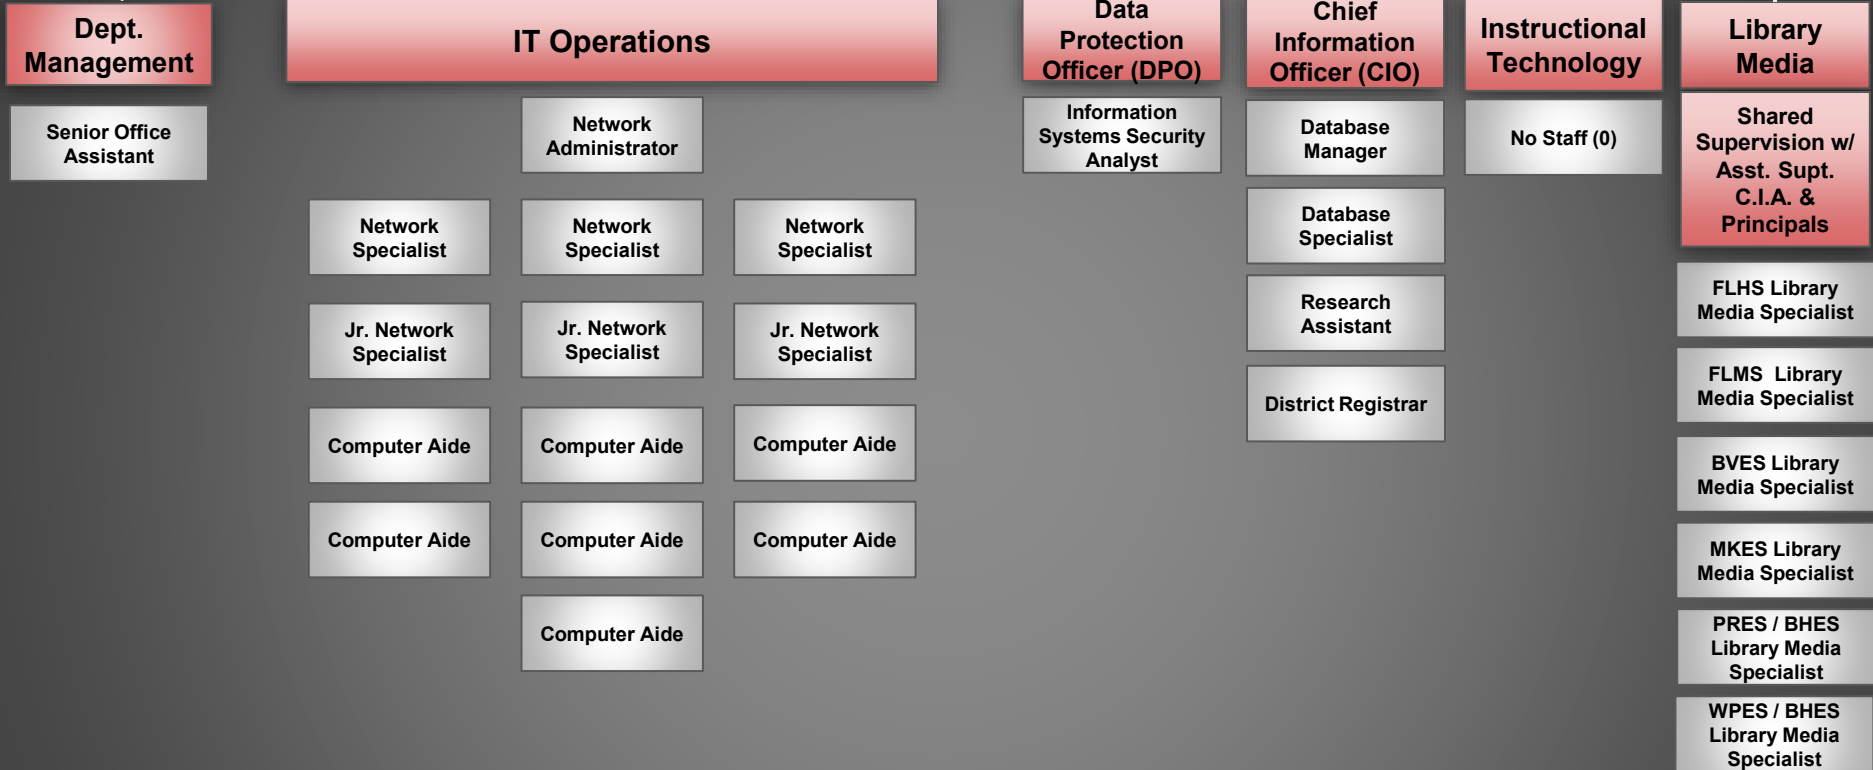 Dept.
Management
IT Operations
Data
Protection
Officer (DPO)
Chief
Information
Officer (CIO)
Instructional
Technology
Library
Media
Senior Office
Assistant
Network
Administrator
Network
Specialist
Network
Specialist
Network
Specialist
Jr. Network
Specialist
Jr. Network
Specialist
Jr. Network
Specialist
Computer Aide
Computer Aide
Computer Aide
Computer Aide
Computer Aide
Computer Aide
Computer Aide
Information
Systems Security
Analyst
Database
Manager
Database
Specialist
Research
Assistant
District Registrar
No Staff (0)
Shared
Supervision w/
Asst. Supt.
C.I.A. &
Principals
FLHS Library
Media Specialist
FLMS Library
Media Specialist
BVES Library
Media Specialist
MKES Library
Media Specialist
PRES / BHES
Library Media
Specialist
WPES / BHES
Library Media
Specialist